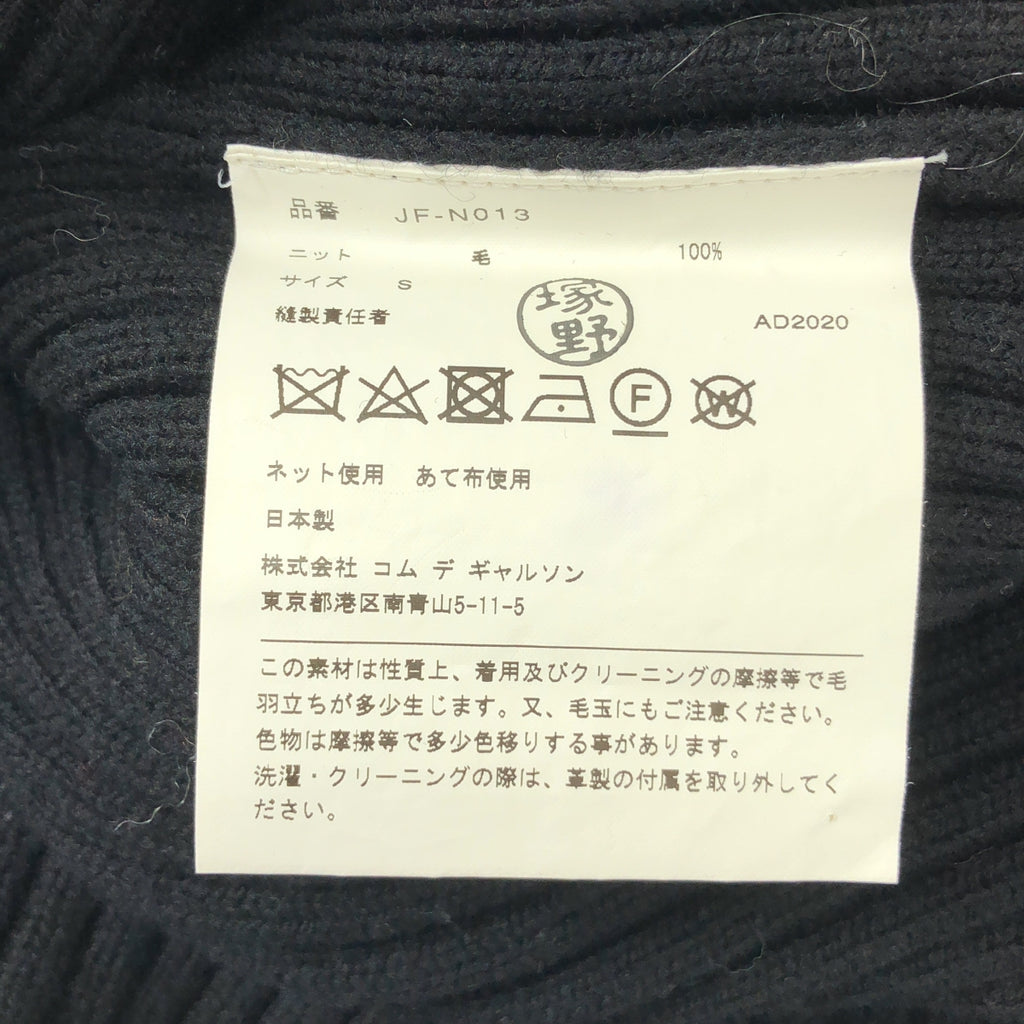 品番 JF-N013
ニット 毛 100%
サイズ S
塚野
縫製責任者 AD2020
F W
ネット使用 あて布使用
日本製
株式会社 コム デ ギャルソン
東京都港区南青山5-11-5
この素材は性質上、着用及びクリーニングの摩擦等で毛
羽立ちが多少生じます。又、毛玉にもご注意ください。
色物は摩擦等で多少色移りする事があります。
洗濯・クリーニングの際は、革製の付属を取り外してく
ださい。